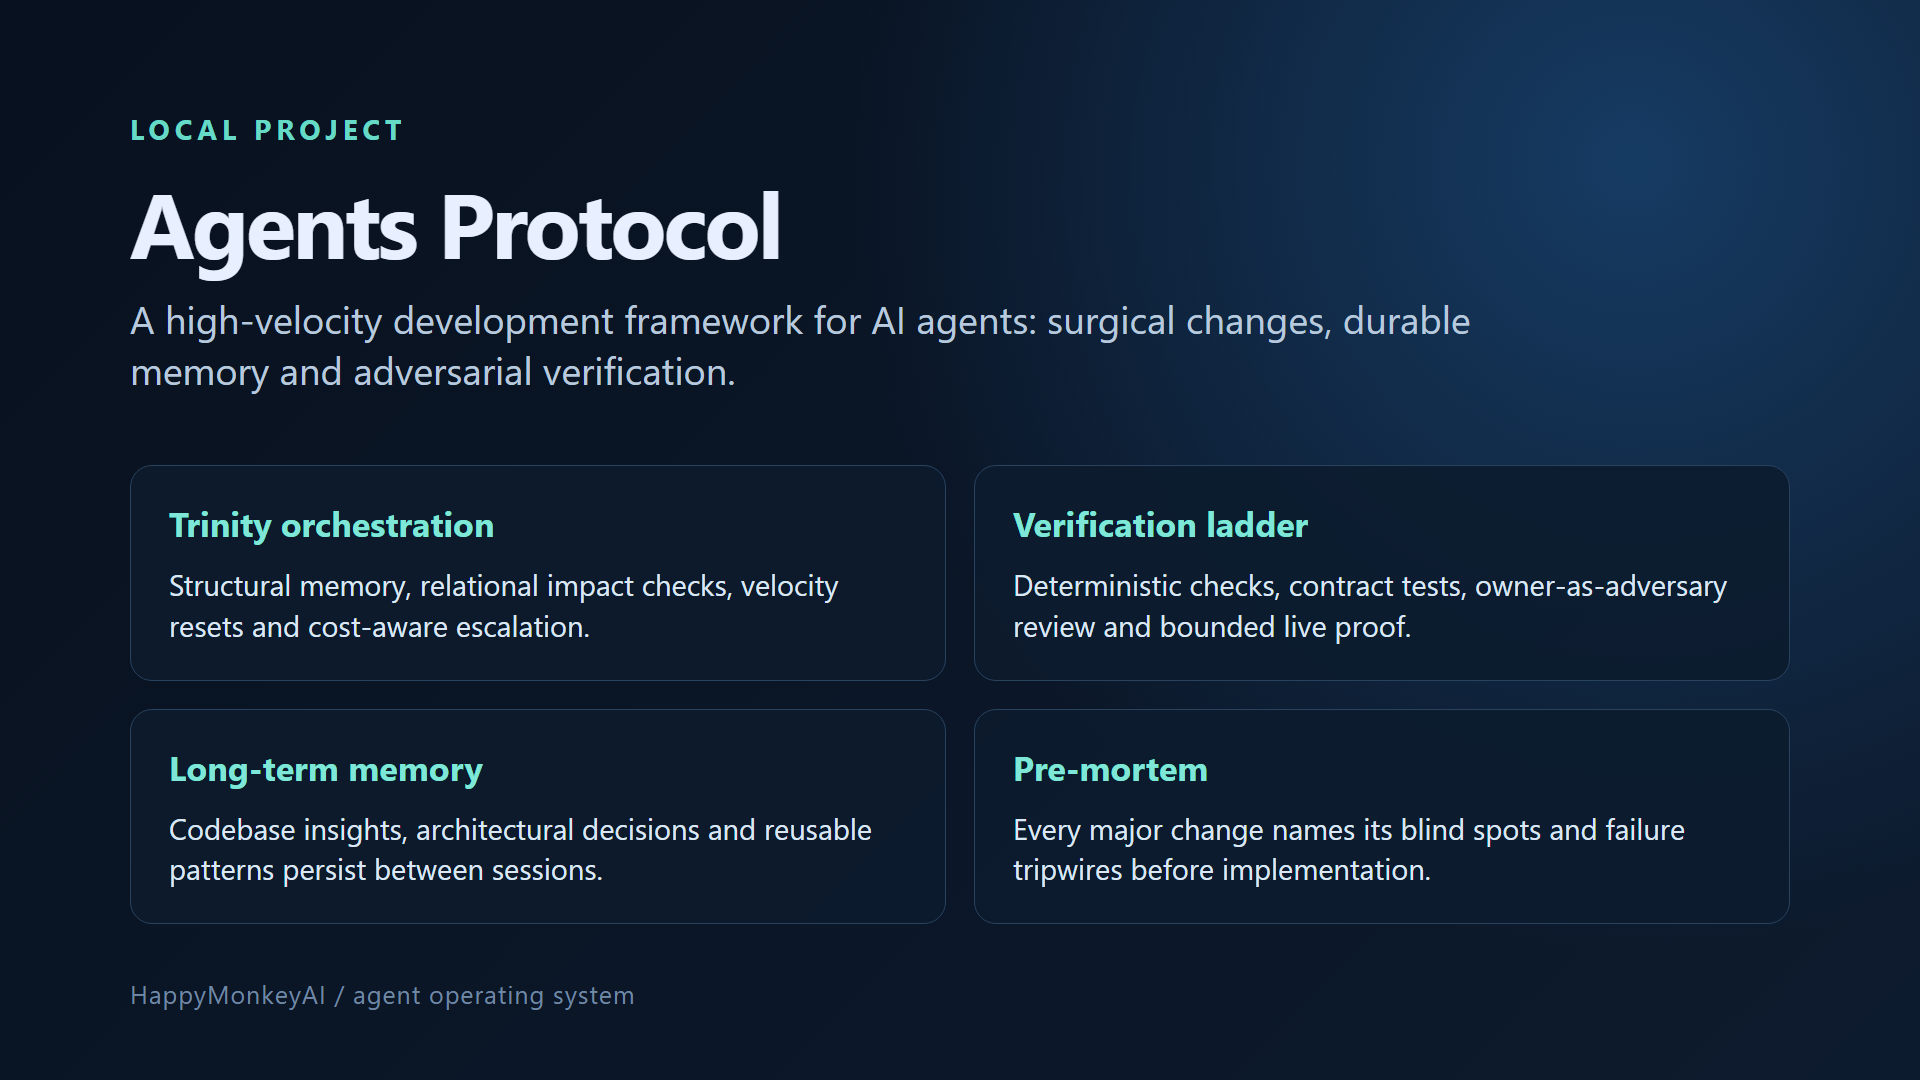 LOCAL PROJECT
Agents Protocol
A high-velocity development framework for AI agents: surgical changes, durable
memory and adversarial verification.
Trinity orchestration
Structural memory, relational impact checks, velocity
resets and cost-aware escalation.
Verification ladder
Deterministic checks, contract tests, owner-as-adversary
review and bounded live proof.
Long-term memory
Codebase insights, architectural decisions and reusable
patterns persist between sessions.
Pre-mortem
Every major change names its blind spots and failure
tripwires before implementation.
HappyMonkeyAI / agent operating system